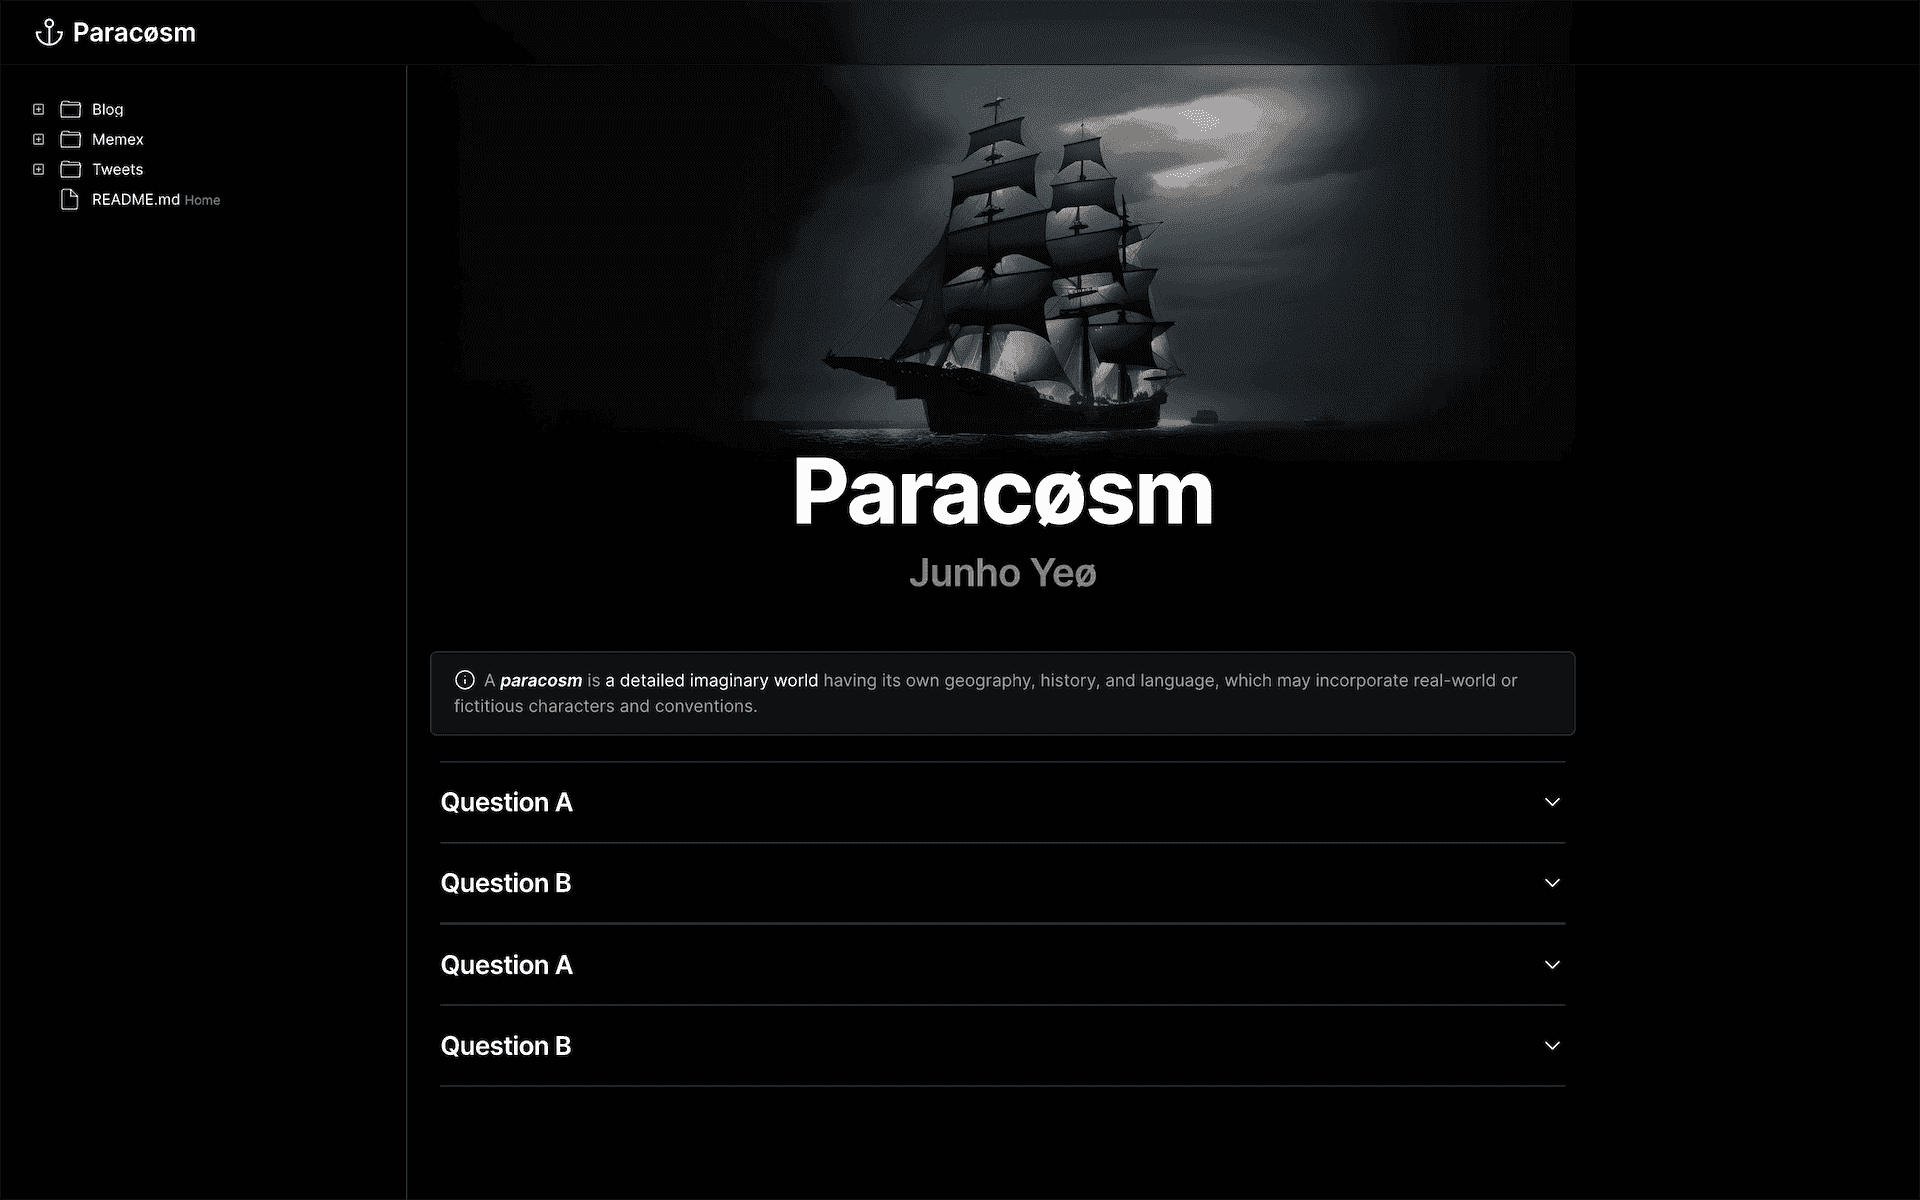 Paracøsm
Blog
Memex
Tweets
README.md Home
Paracøsm
Junho Yeø
A paracosm is a detailed imaginary world having its own geography, history, and language, which may incorporate real-world or
fictitious characters and conventions.
Question A
Question B
Question A
Question B